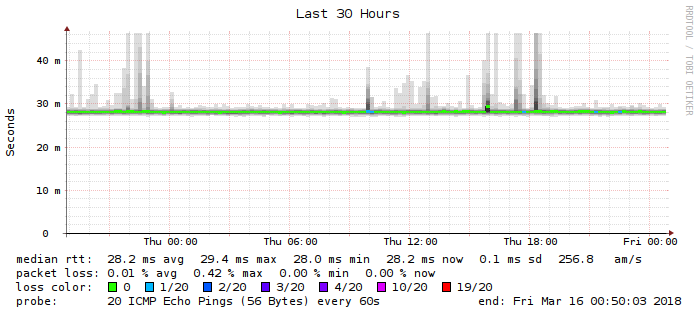 Last 30 Hours
RRDTOOL / TOBI OETIKER
Seconds
40 m
30 m
20 m
10 m
0
Thu 00:00 Thu 06:00 Thu 12:00 Thu 18:00 Fri 00:00
median rtt: 28.2 ms avg 29.4 ms max 28.0 ms min 28.2 ms now 0.1 ms sd 256.8 am/s
packet loss: 0.01 % avg 0.42 % max 0.00 % min 0.00 % now
loss color: 0 1/20 2/20 3/20 4/20 10/20 19/20
probe: 20 ICMP Echo Pings (56 Bytes) every 60s end: Fri Mar 16 00:50:03 2018